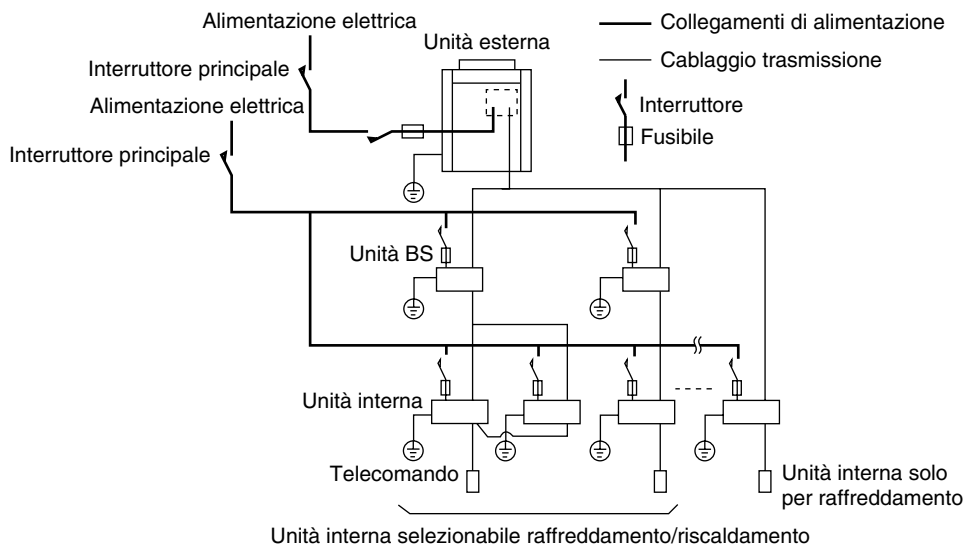 Alimentazione elettrica
Unità esterna
Collegamenti di alimentazione
Interruttore principale
Cablaggio trasmissione
Alimentazione elettrica
Interruttore
Fusibile
Interruttore principale
Unità BS
Unità interna
Telecomando
Unità interna solo
per raffreddamento
Unità interna selezionabile raffreddamento/riscaldamento